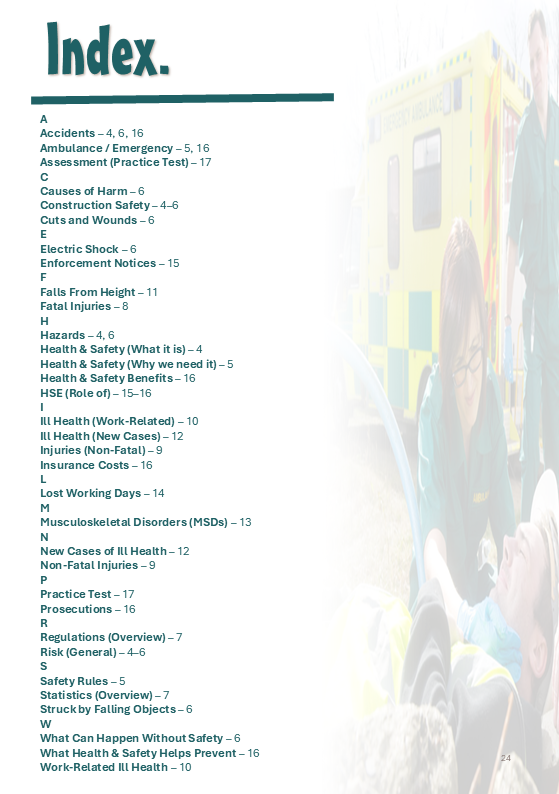 Index.
A
Accidents – 4, 6, 16
Ambulance / Emergency – 5, 16
Assessment (Practice Test) – 17
C
Causes of Harm – 6
Construction Safety – 4–6
Cuts and Wounds – 6
E
Electric Shock – 6
Enforcement Notices – 15
F
Falls From Height – 11
Fatal Injuries – 8
H
Hazards – 4, 6
Health & Safety (What it is) – 4
Health & Safety (Why we need it) – 5
Health & Safety Benefits – 16
HSE (Role of) – 15–16
I
Ill Health (Work-Related) – 10
Ill Health (New Cases) – 12
Injuries (Non-Fatal) – 9
Insurance Costs – 16
L
Lost Working Days – 14
M
Musculoskeletal Disorders (MSDs) – 13
N
New Cases of Ill Health – 12
Non-Fatal Injuries – 9
P
Practice Test – 17
Prosecutions – 16
R
Regulations (Overview) – 7
Risk (General) – 4–6
S
Safety Rules – 5
Statistics (Overview) – 7
Struck by Falling Objects – 6
W
What Can Happen Without Safety – 6
What Health & Safety Helps Prevent – 16
Work-Related Ill Health – 10
EMERGENCY AMBULANCE
24